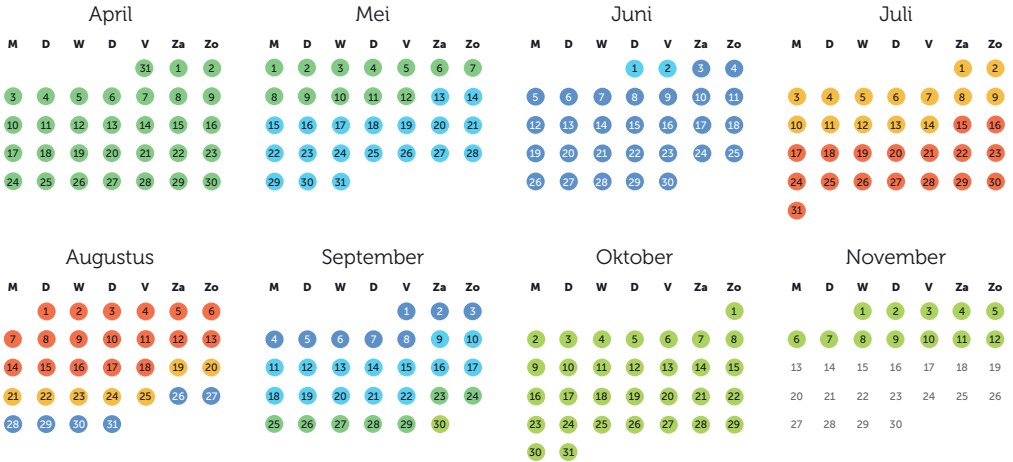 April
M D W D V Za Zo
31 1 2
3 4 5 6 7 8 9
10 11 12 13 14 15 16
17 18 19 20 21 22 23
24 25 26 27 28 29 30
Mei
M D W D V Za Zo
1 2 3 4 5 6 7
8 9 10 11 12 13 14
15 16 17 18 19 20 21
22 23 24 25 26 27 28
29 30 31
Juni
M D W D V Za Zo
1 2 3 4
5 6 7 8 9 10 11
12 13 14 15 16 17 18
19 20 21 22 23 24 25
26 27 28 29 30
Juli
M D W D V Za Zo
1 2
3 4 5 6 7 8 9
10 11 12 13 14 15 16
17 18 19 20 21 22 23
24 25 26 27 28 29 30
31
Augustus
M D W D V Za Zo
1 2 3 4 5 6
7 8 9 10 11 12 13
14 15 16 17 18 19 20
21 22 23 24 25 26 27
28 29 30 31
September
M D W D V Za Zo
1 2 3
4 5 6 7 8 9 10
11 12 13 14 15 16 17
18 19 20 21 22 23 24
25 26 27 28 29 30
Oktober
M D W D V Za Zo
1
2 3 4 5 6 7 8
9 10 11 12 13 14 15
16 17 18 19 20 21 22
23 24 25 26 27 28 29
30 31
November
M D W D V Za Zo
1 2 3 4 5
6 7 8 9 10 11 12
13 14 15 16 17 18 19
20 21 22 23 24 25 26
27 28 29 30